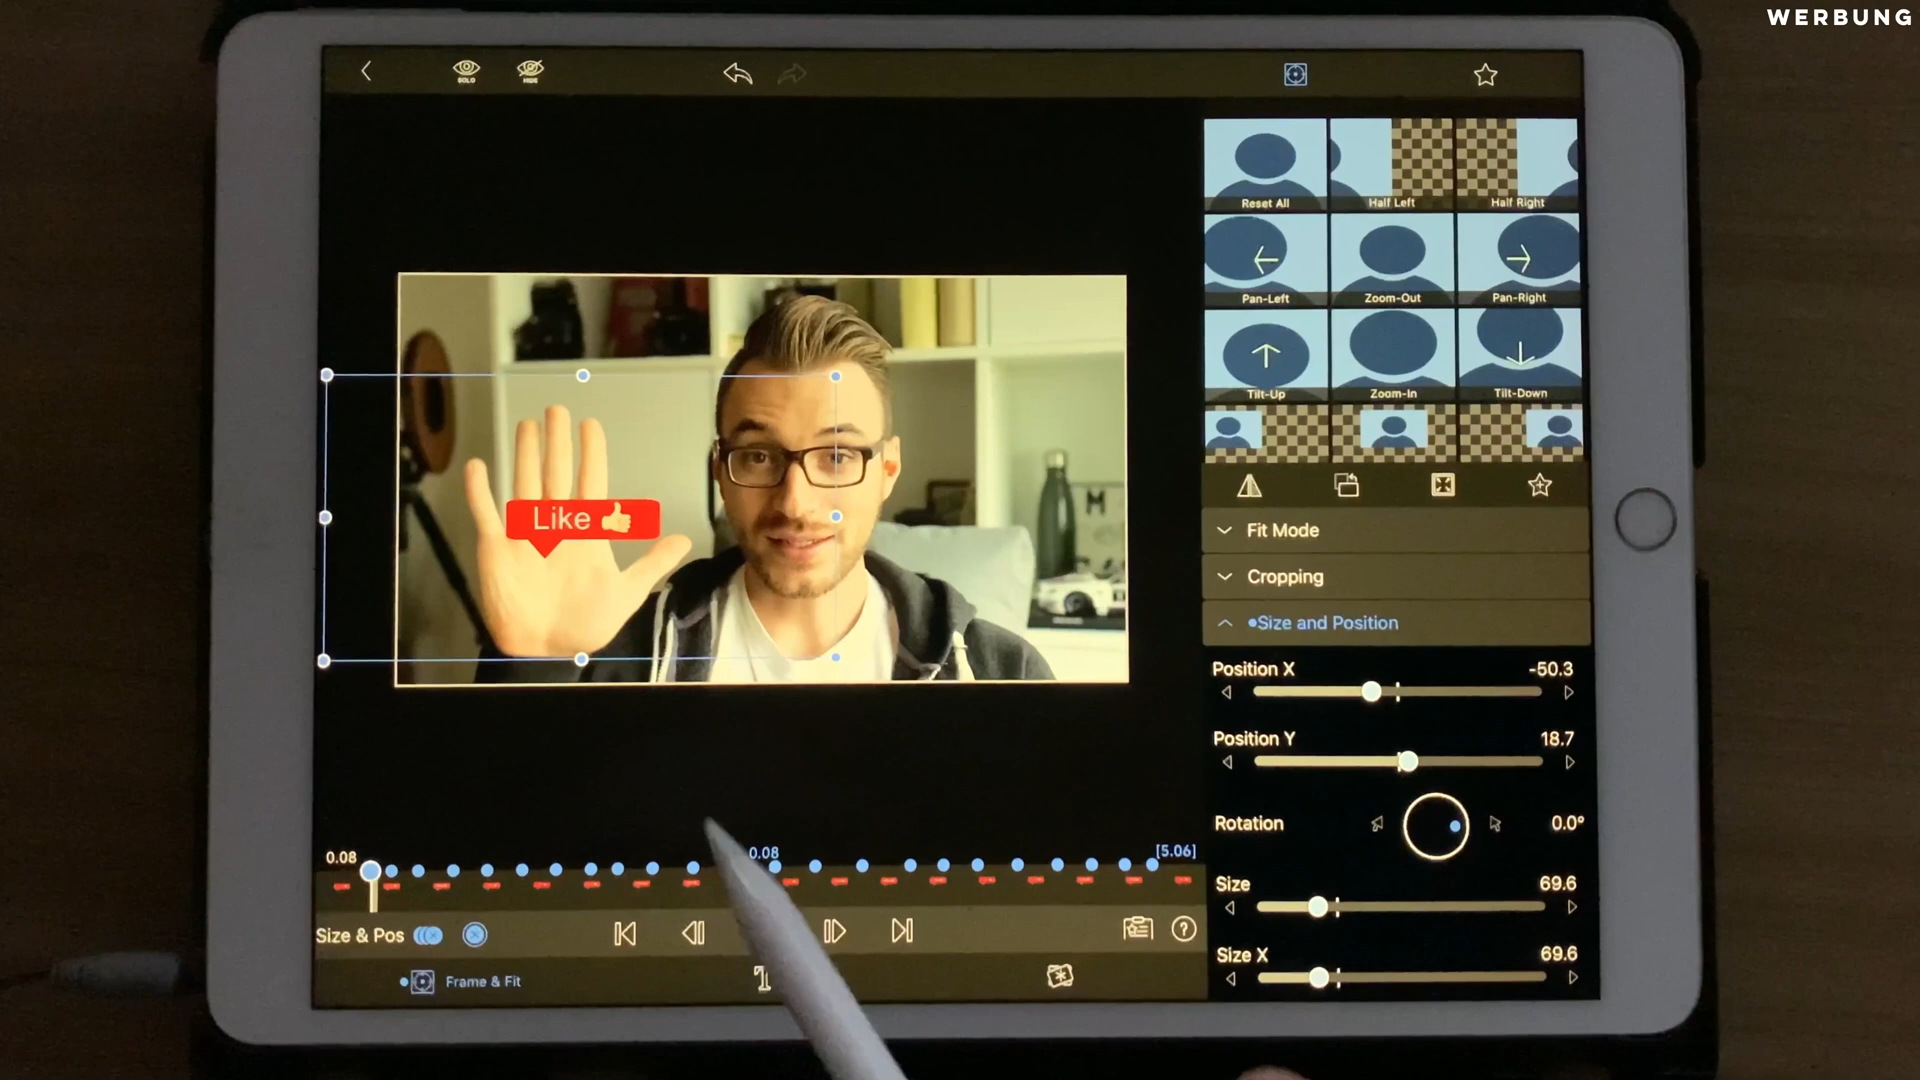 WERBUNG
SOLO
HIDE
Reset All
Half Left
Half Right
Pan-Left
Zoom-Out
Pan-Right
Tilt-Up
Zoom-In
Tilt-Down
Like
M
Fit Mode
Cropping
Size and Position
Position X
-50.3
Position Y
18.7
Rotation
0.0°
Size
69.6
Size X
69.6
0.08
0.08
[5.06]
Size & Pos
?
Frame & Fit